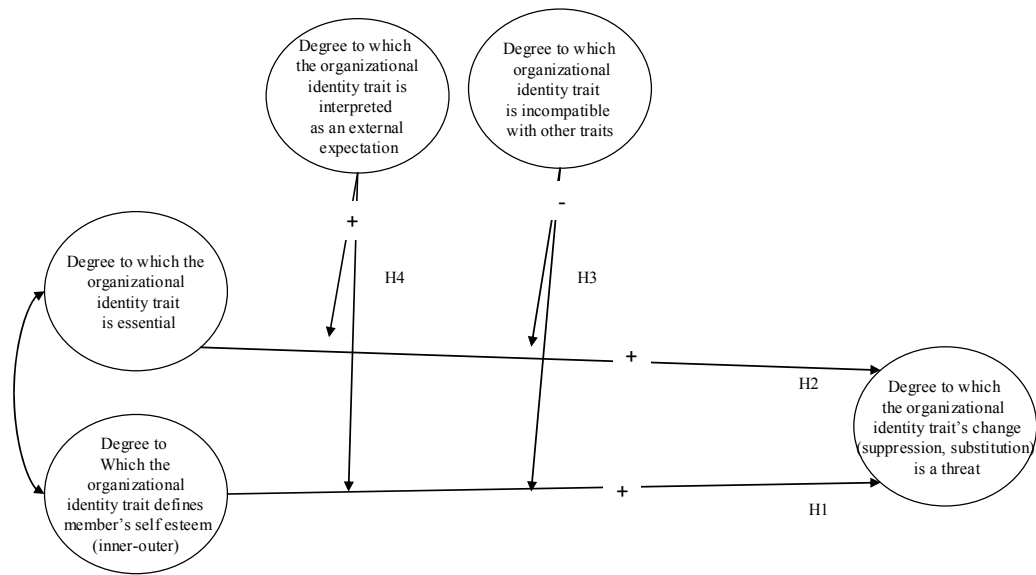 Degree to which
the organizational
identity trait is
interpreted
as an external
expectation
Degree to which
organizational
identity trait
is incompatible
with other traits
+
-
H4
H3
Degree to which the
organizational
identity trait
is essential
+
H2
Degree to which
the organizational
identity trait's change
(suppression, substitution)
is a threat
Degree to
Which the
organizational
identity trait defines
member's self esteem
(inner-outer)
+
H1